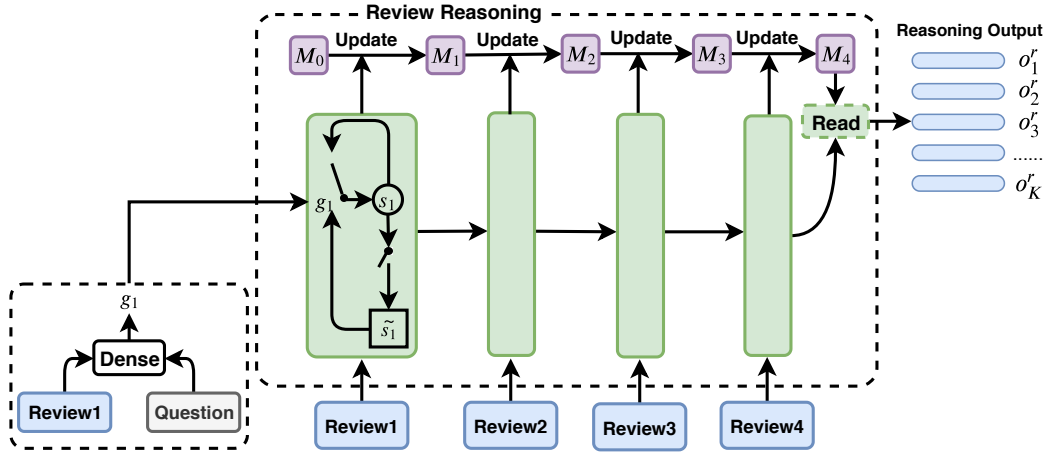 Review Reasoning
Reasoning Output
M₀ Update M₁ Update M₂ Update M₃ Update M₄
o₁ʳ
o₂ʳ
Read
o₃ʳ
......
o_Kʳ
g₁ s₁
s̃₁
g₁
Dense
Review1 Question
Review1 Review2 Review3 Review4